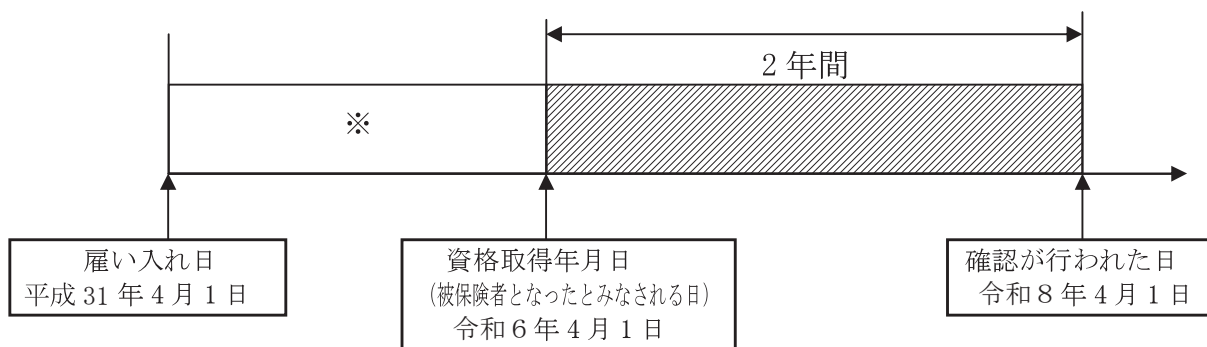 2年間
※
雇い入れ日
平成31年4月1日
資格取得年月日
(被保険者となったとみなされる日)
令和6年4月1日
確認が行われた日
令和8年4月1日